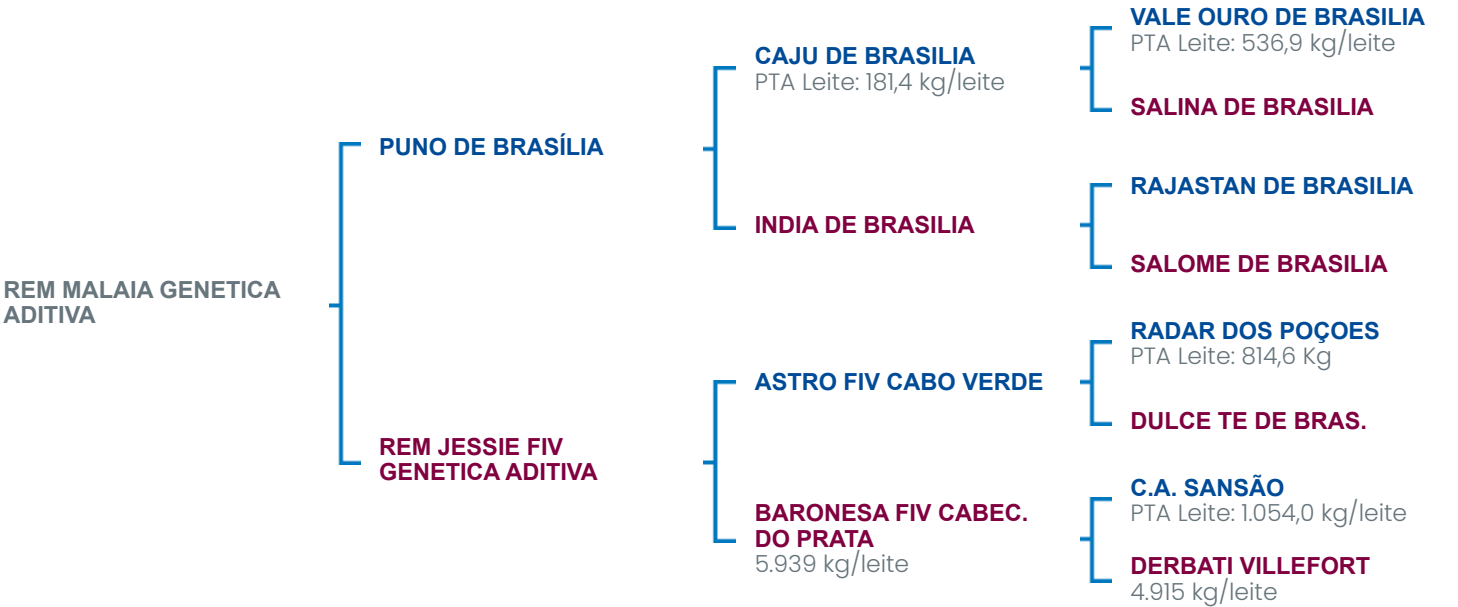 VALE OURO DE BRASILIA
PTA Leite: 536,9 kg/leite
CAJU DE BRASILIA
PTA Leite: 181,4 kg/leite
SALINA DE BRASILIA
PUNO DE BRASÍLIA
RAJASTAN DE BRASILIA
INDIA DE BRASILIA
SALOME DE BRASILIA
REM MALAIA GENETICA
ADITIVA
RADAR DOS POÇOES
PTA Leite: 814,6 Kg
ASTRO FIV CABO VERDE
DULCE TE DE BRAS.
REM JESSIE FIV
GENETICA ADITIVA
C.A. SANSÃO
PTA Leite: 1.054,0 kg/leite
BARONESA FIV CABEC.
DO PRATA
5.939 kg/leite
DERBATI VILLEFORT
4.915 kg/leite